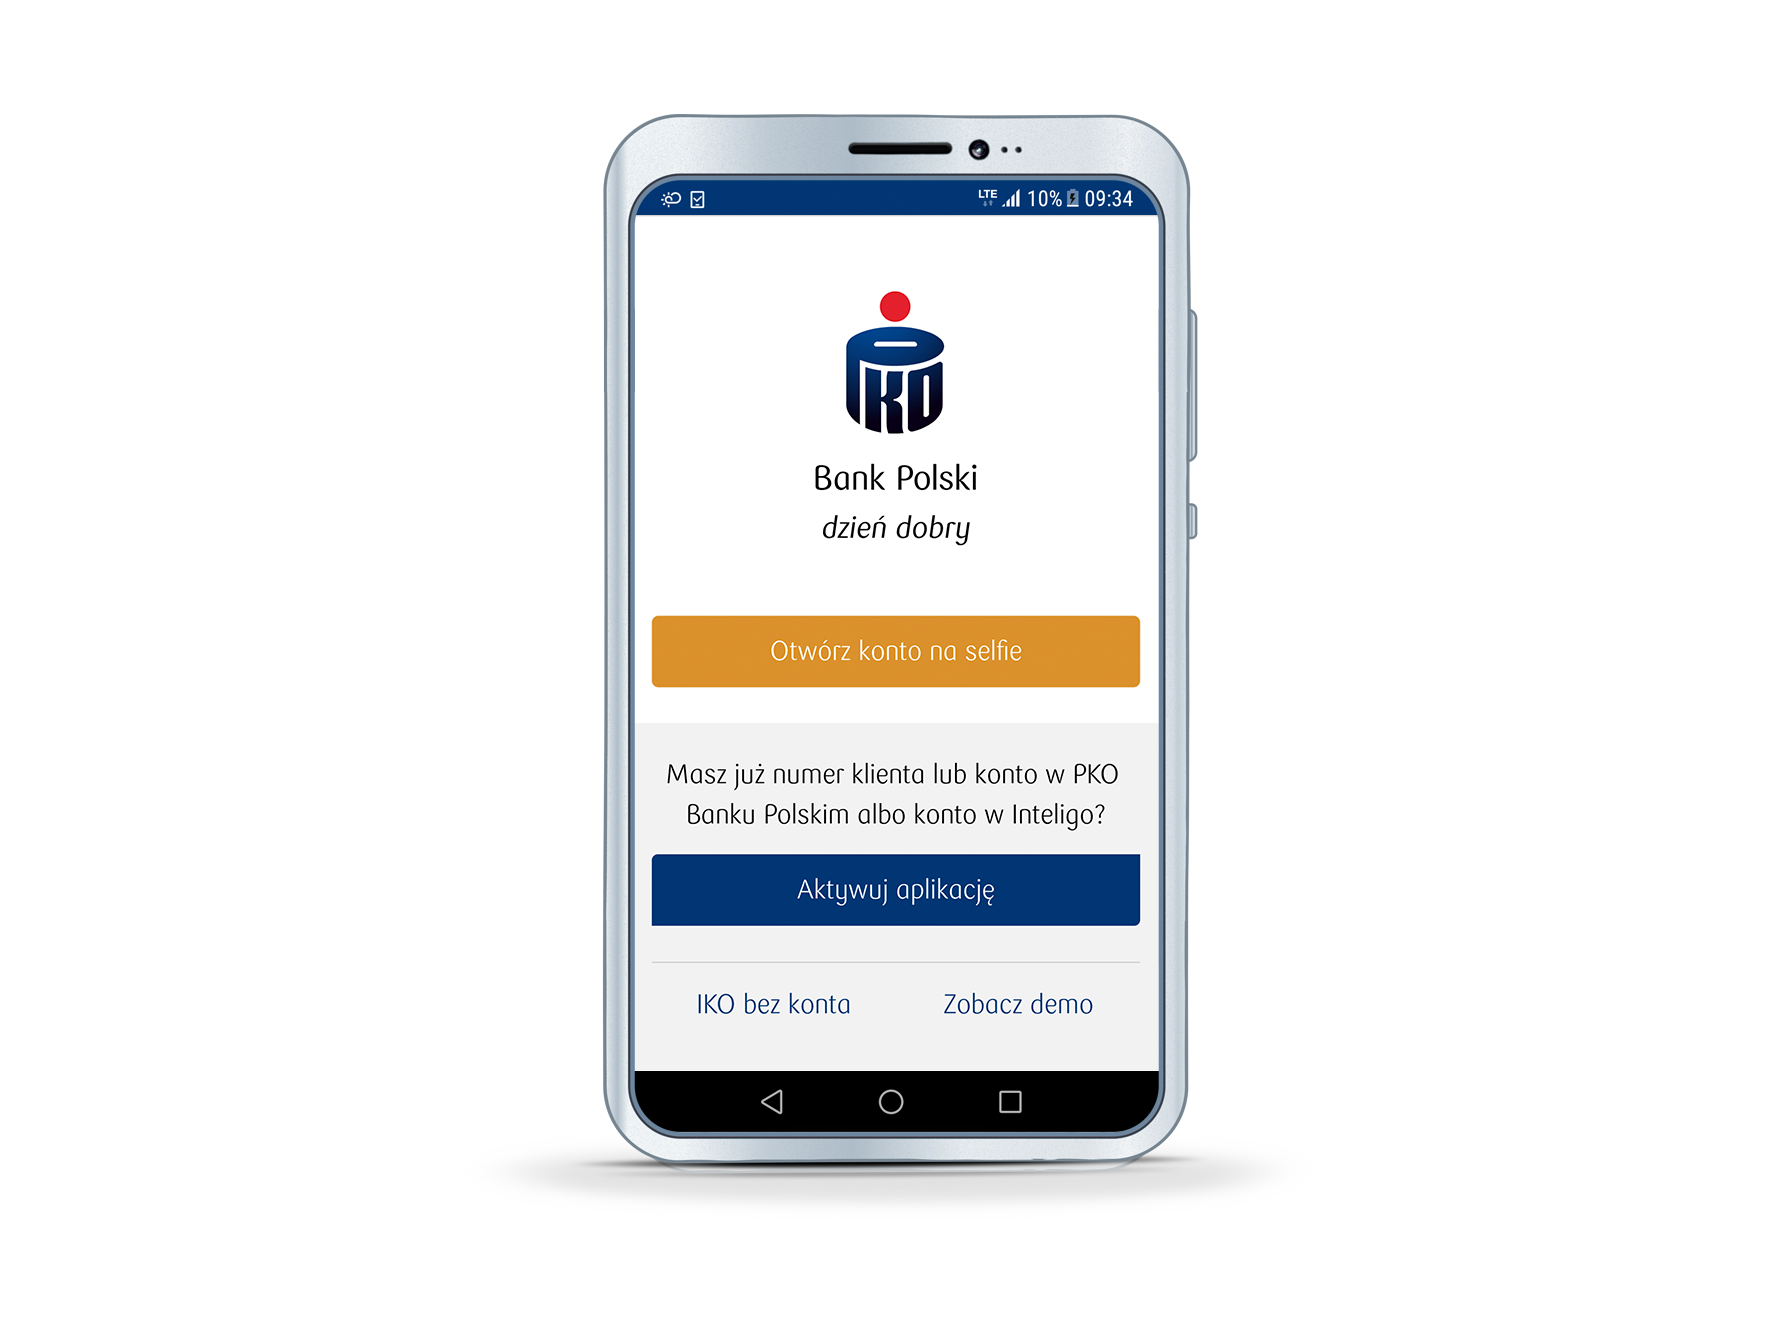 LTE 10% 09:34
PKO
Bank Polski
dzień dobry
Otwórz konto na selfie
Masz już numer klienta lub konto w PKO
Banku Polskim albo konto w Inteligo?
Aktywuj aplikację
IKO bez konta
Zobacz demo